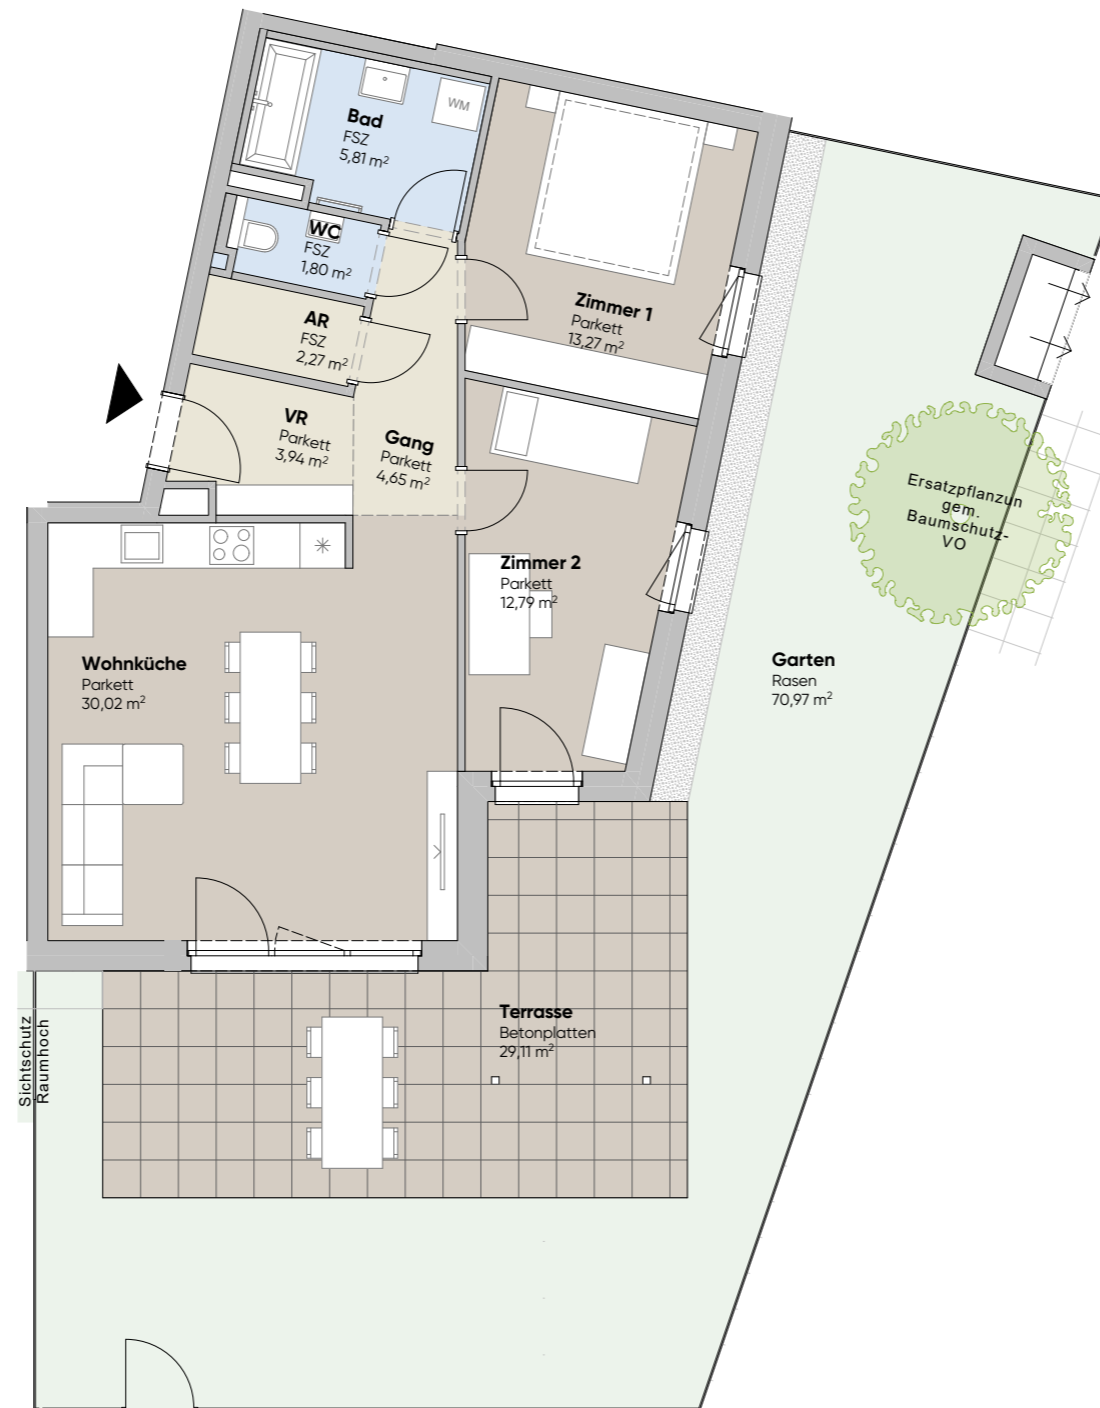 Bad
FSZ
5,81 m²
WM
WC
FSZ
1,80 m²
AR
FSZ
2,27 m²
Zimmer 1
Parkett
13,27 m²
VR
Parkett
3,94 m²
Gang
Parkett
4,65 m²
Ersatzpflanzun
gem.
Baumschutz-
VO
Zimmer 2
Parkett
12,79 m²
Wohnküche
Parkett
30,02 m²
Garten
Rasen
70,97 m²
Terrasse
Betonplatten
29,11 m²
Sichtschutz
Raumhoch